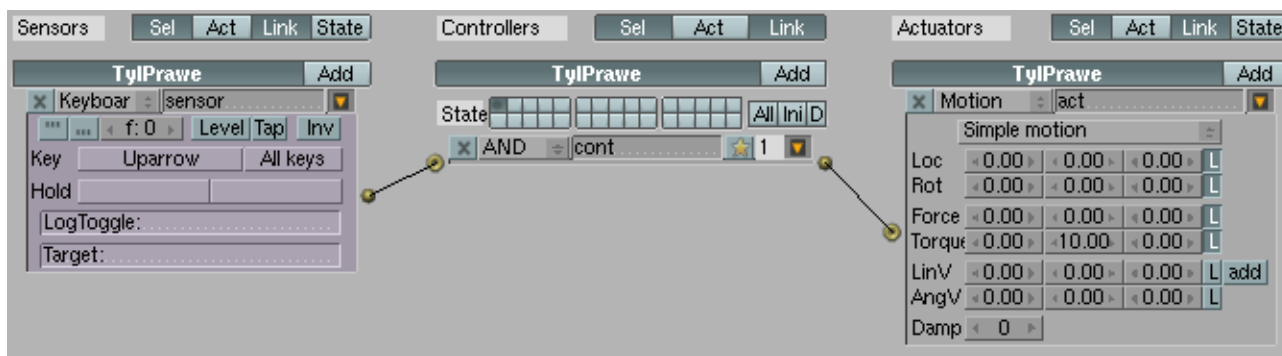 Sensors Sel Act Link State Controllers Sel Act Link Actuators Sel Act Link State
TylPrawe Add TylPrawe Add TylPrawe Add
Keyboar sensor State All Ini D Motion act
f: 0 Level Tap Inv AND cont 1 Simple motion
Key Uparrow All keys Loc 0.00 0.00 0.00 L
Hold Rot 0.00 0.00 0.00 L
LogToggle: Force 0.00 0.00 0.00 L
Target: Torque 0.00 10.00 0.00 L
LinV 0.00 0.00 0.00 L add
AngV 0.00 0.00 0.00 L
Damp 0